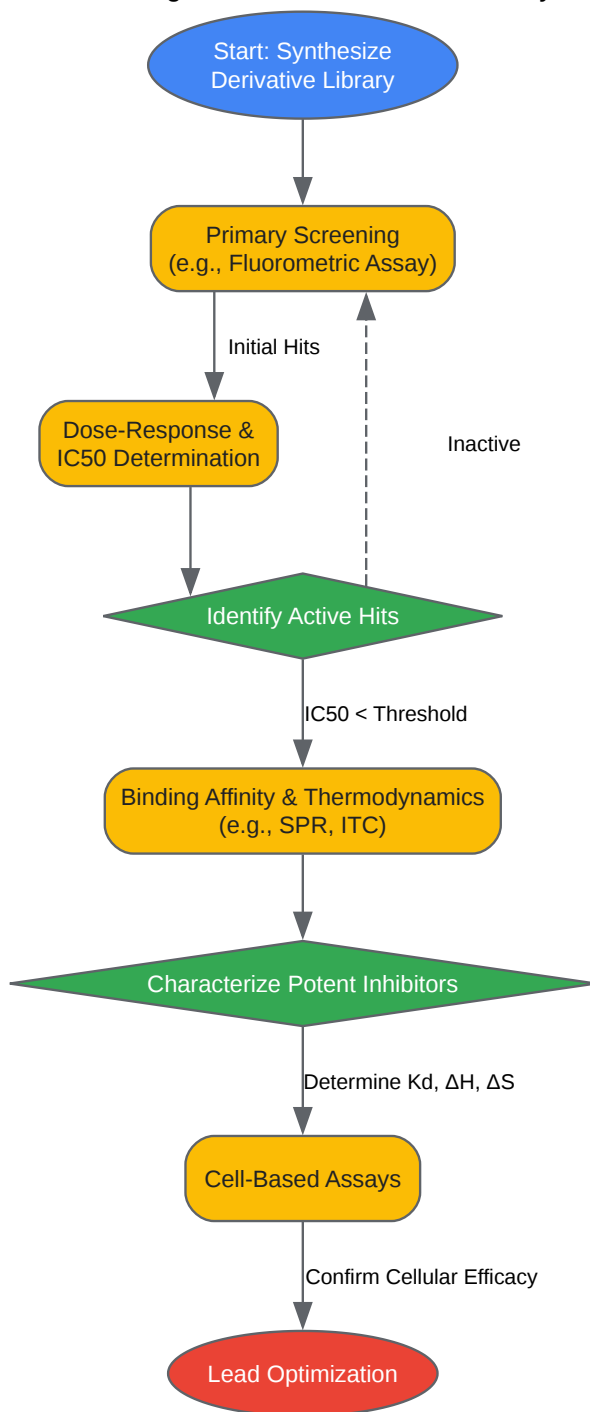 Start: Synthesize
Derivative Library
Primary Screening
(e.g., Fluorometric Assay)
Initial Hits
Dose-Response &
IC50 Determination
Inactive
Identify Active Hits
IC50 < Threshold
Binding Affinity & Thermodynamics
(e.g., SPR, ITC)
Characterize Potent Inhibitors
Determine Kd, ΔH, ΔS
Cell-Based Assays
Confirm Cellular Efficacy
Lead Optimization